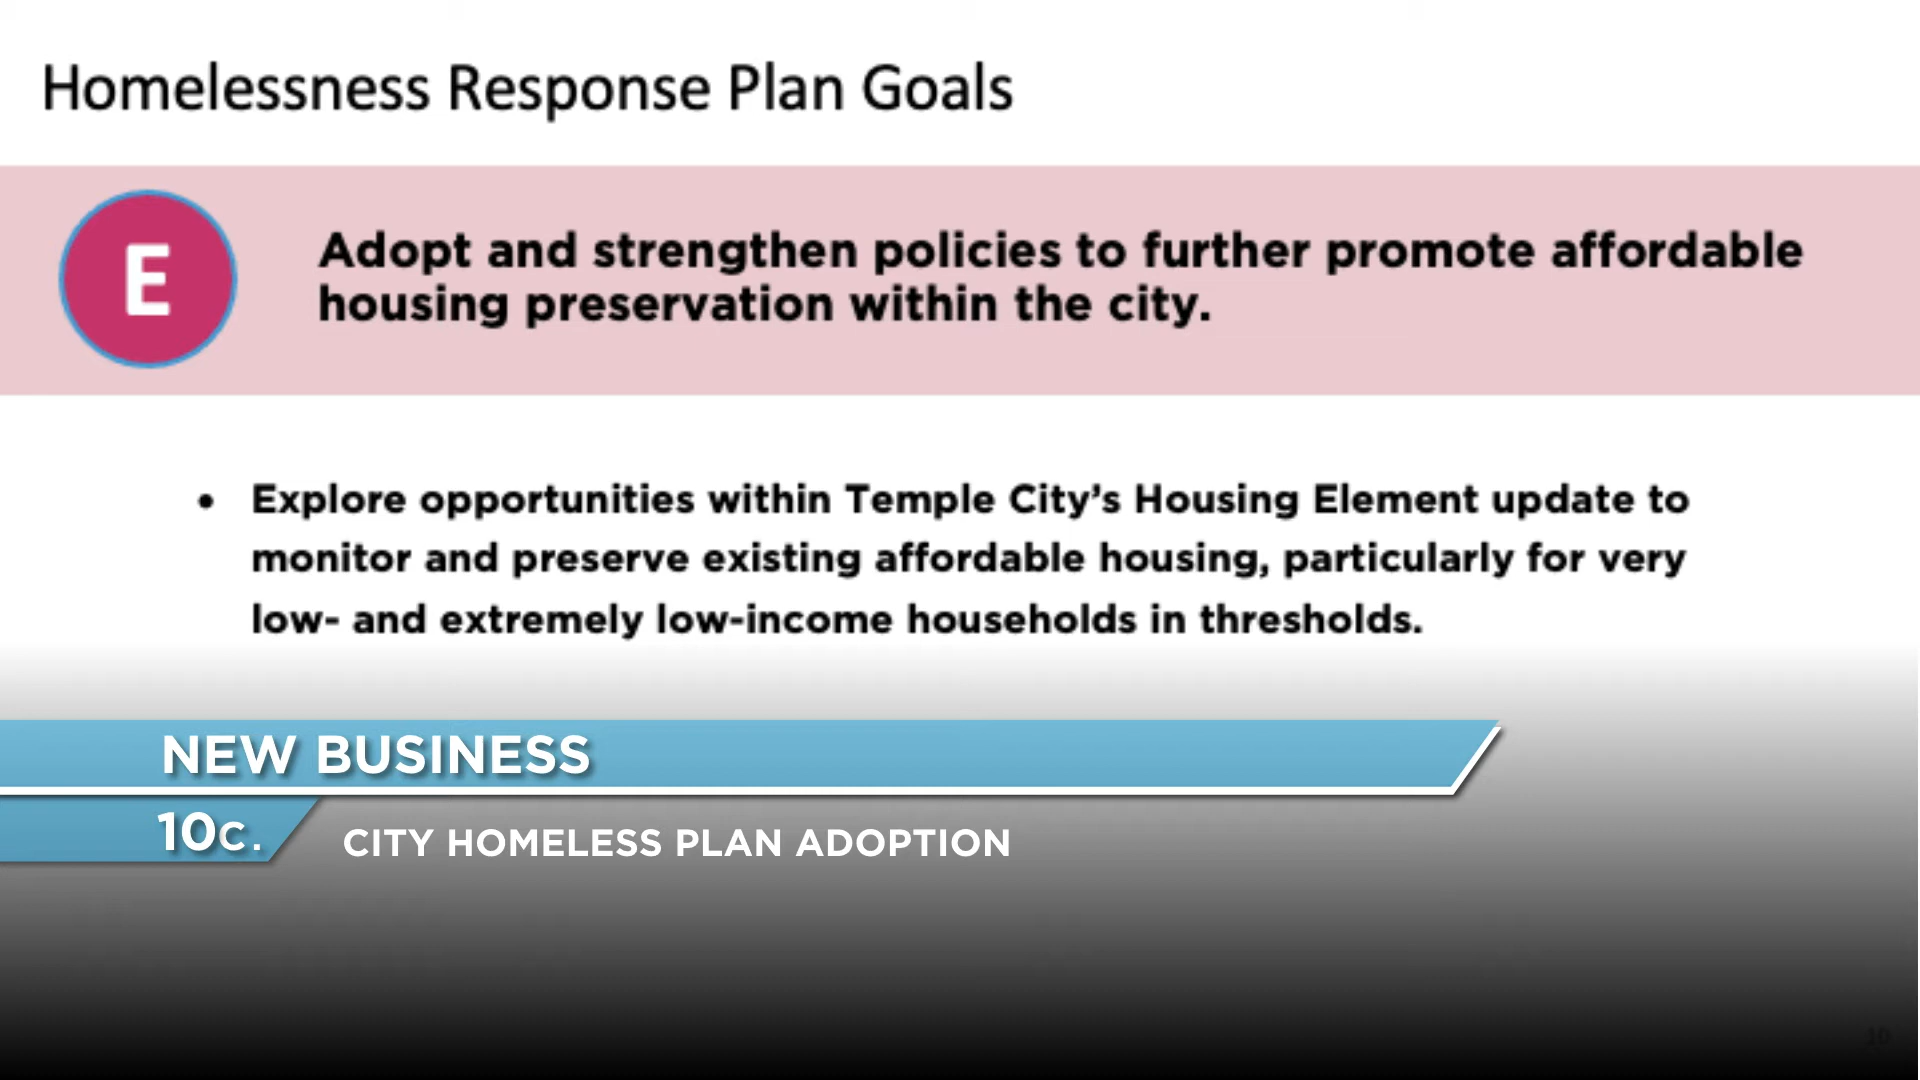 Homelessness Response Plan Goals
E
Adopt and strengthen policies to further promote affordable
housing preservation within the city.
• Explore opportunities within Temple City’s Housing Element update to
monitor and preserve existing affordable housing, particularly for very
low- and extremely low-income households in thresholds.
NEW BUSINESS
10C.
CITY HOMELESS PLAN ADOPTION
10